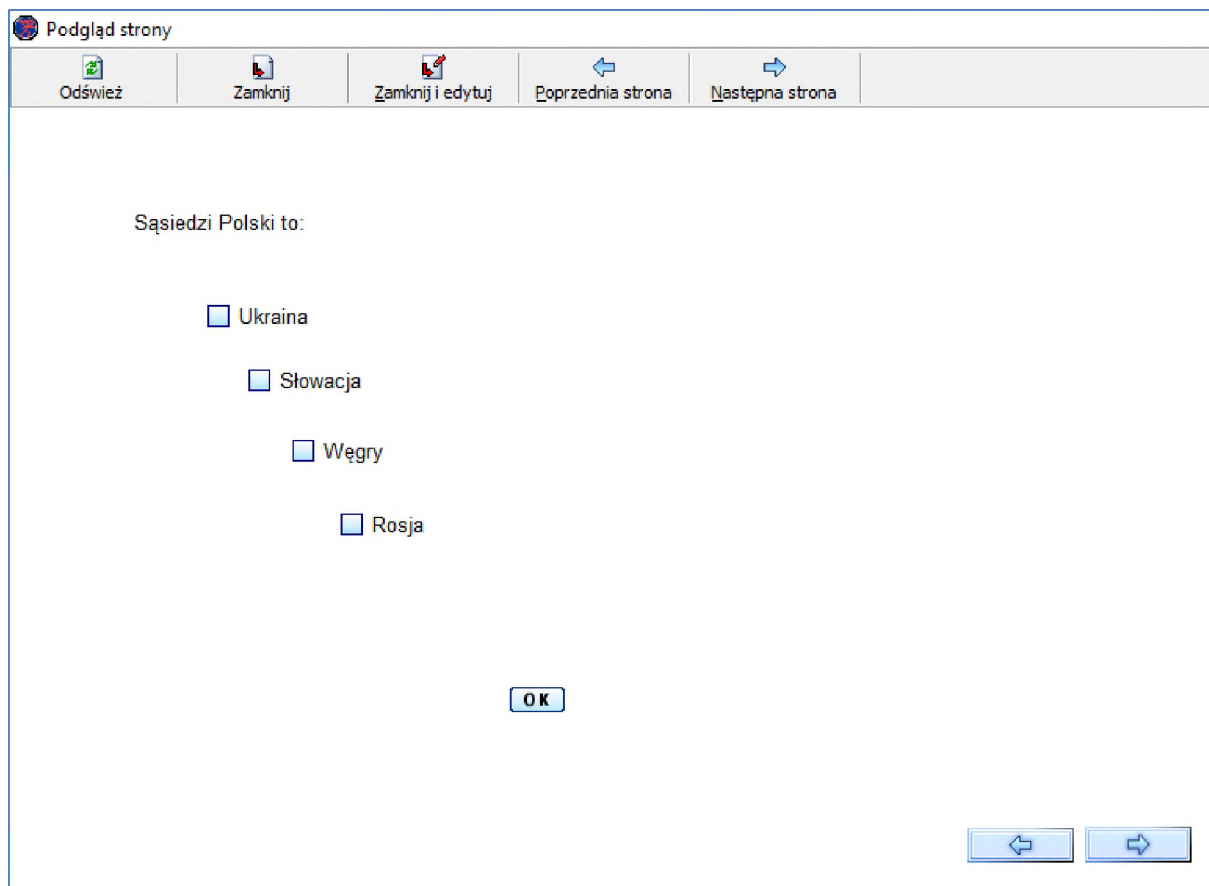 Podgląd strony
Odśwież Zamknij Zamknij i edytuj Poprzednia strona Następna strona
Sąsiedzi Polski to:
Ukraina
Słowacja
Węgry
Rosja
OK